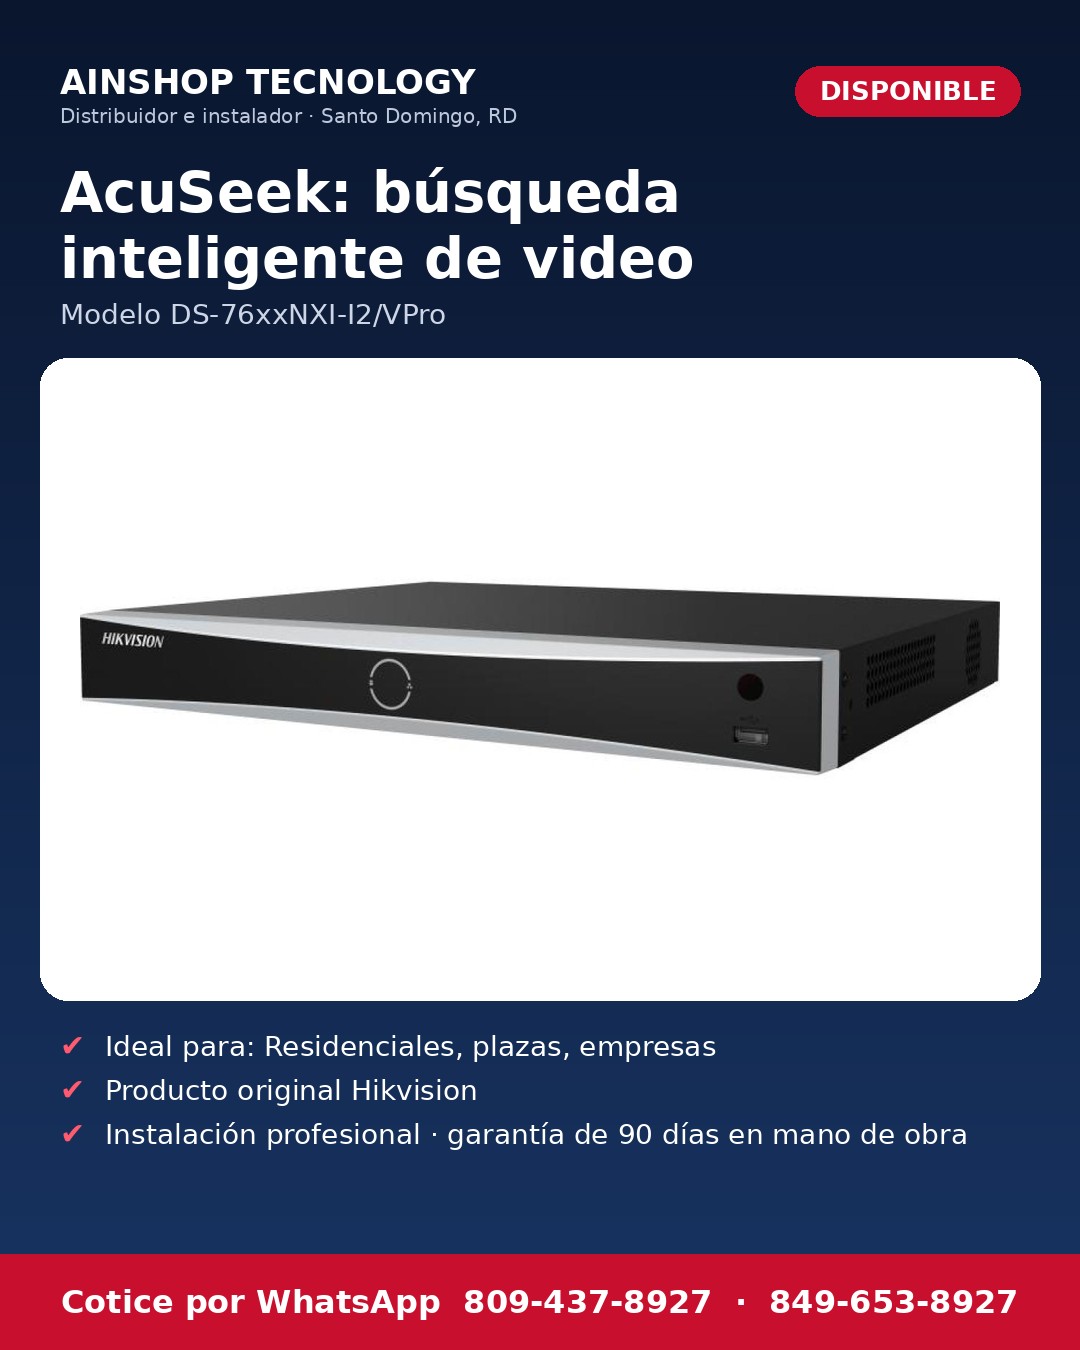 AINSHOP TECNOLOGY
DISPONIBLE
Distribuidor e instalador · Santo Domingo, RD
AcuSeek: búsqueda
inteligente de video
Modelo DS-76xxNXI-I2/VPro
HIKVISION
✔ Ideal para: Residenciales, plazas, empresas
✔ Producto original Hikvision
✔ Instalación profesional · garantía de 90 días en mano de obra
Cotice por WhatsApp 809-437-8927 · 849-653-8927